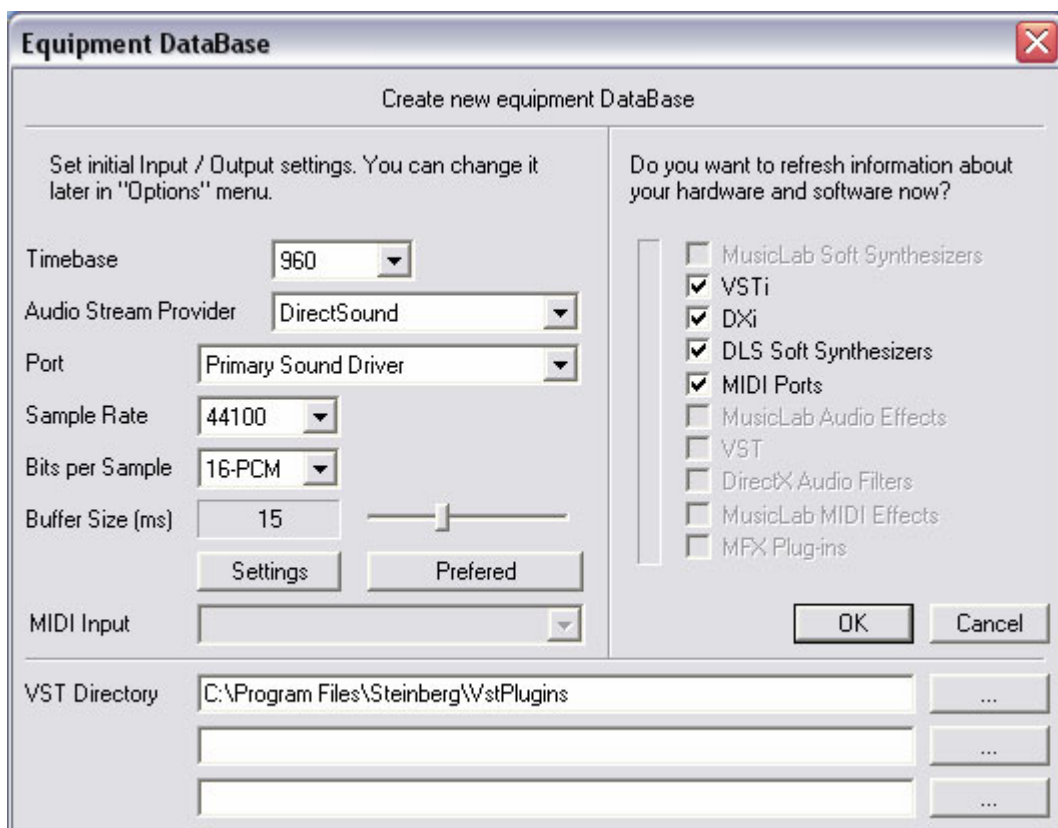 Equipment DataBase
Create new equipment DataBase
Set initial Input / Output settings. You can change it
later in "Options" menu.
Timebase
960
Audio Stream Provider
DirectSound
Port
Primary Sound Driver
Sample Rate
44100
Bits per Sample
16-PCM
Buffer Size (ms)
15
Settings
Prefered
MIDI Input
Do you want to refresh information about
your hardware and software now?
MusicLab Soft Synthesizers
VSTi
DXi
DLS Soft Synthesizers
MIDI Ports
MusicLab Audio Effects
VST
DirectX Audio Filters
MusicLab MIDI Effects
MFX Plug-ins
OK
Cancel
VST Directory
C:\Program Files\Steinberg\VstPlugins
...
...
...